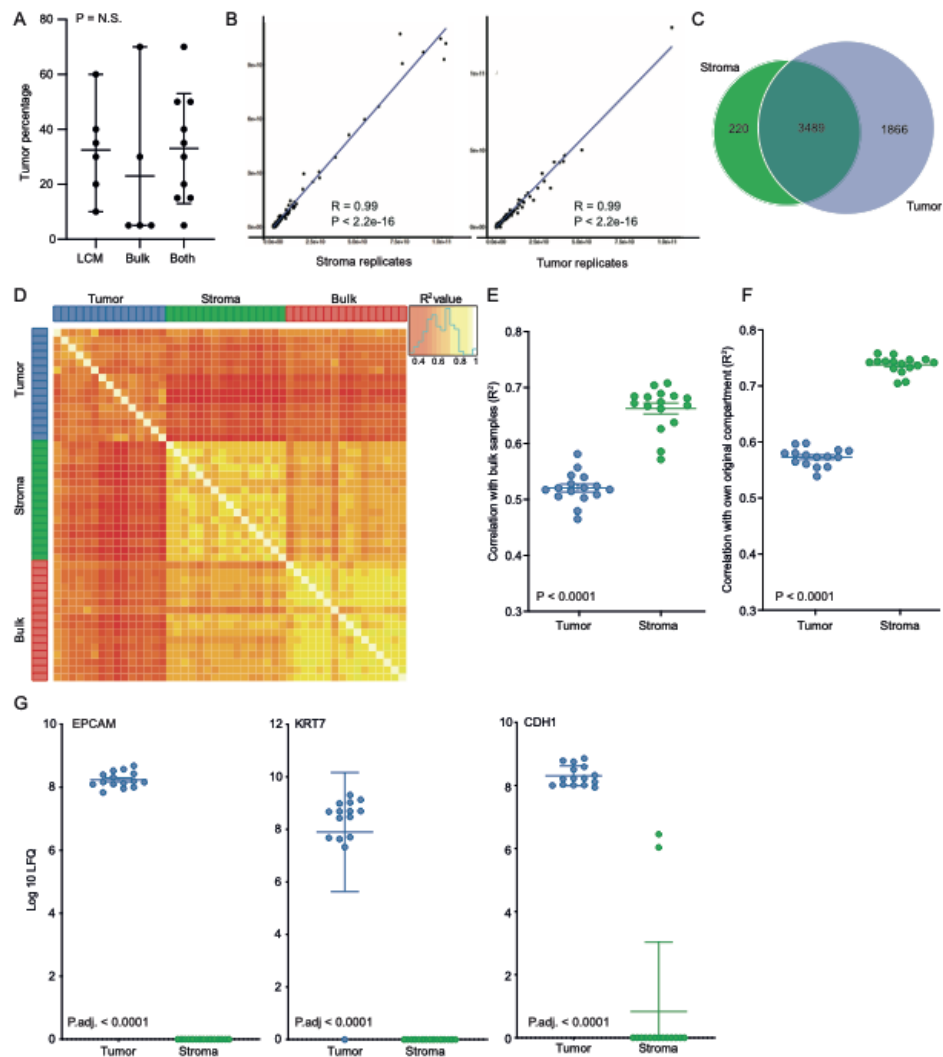 A
P = N.S.
80
60
40
20
0
Tumor percentage
LCM Bulk Both
B
R = 0.99
P < 2.2e-16
Stroma replicates
R = 0.99
P < 2.2e-16
Tumor replicates
C
Stroma
220
3489
1866
Tumor
D
Tumor Stroma Bulk
R² value
0.4 0.6 0.8 1
Tumor
Stroma
Bulk
E
0.8
0.7
0.6
0.5
0.4
0.3
Correlation with bulk samples (R²)
P < 0.0001
Tumor Stroma
F
0.8
0.7
0.6
0.5
0.4
0.3
Correlation with own original compartment (R²)
P < 0.0001
Tumor Stroma
G
EPCAM
10
8
6
4
2
0
Log 10 LFQ
P.adj. < 0.0001
Tumor Stroma
KRT7
12
10
8
6
4
2
0
P.adj. < 0.0001
Tumor Stroma
CDH1
10
8
6
4
2
0
P.adj. < 0.0001
Tumor Stroma